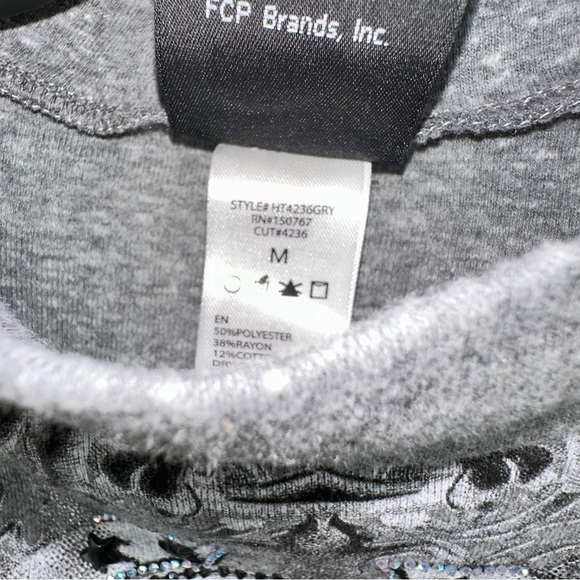 FCP Brands, Inc.
STYLE# HT4236GRY
RN#150767
CUT#4236
M
EN
50%POLYESTER
38%RAYON